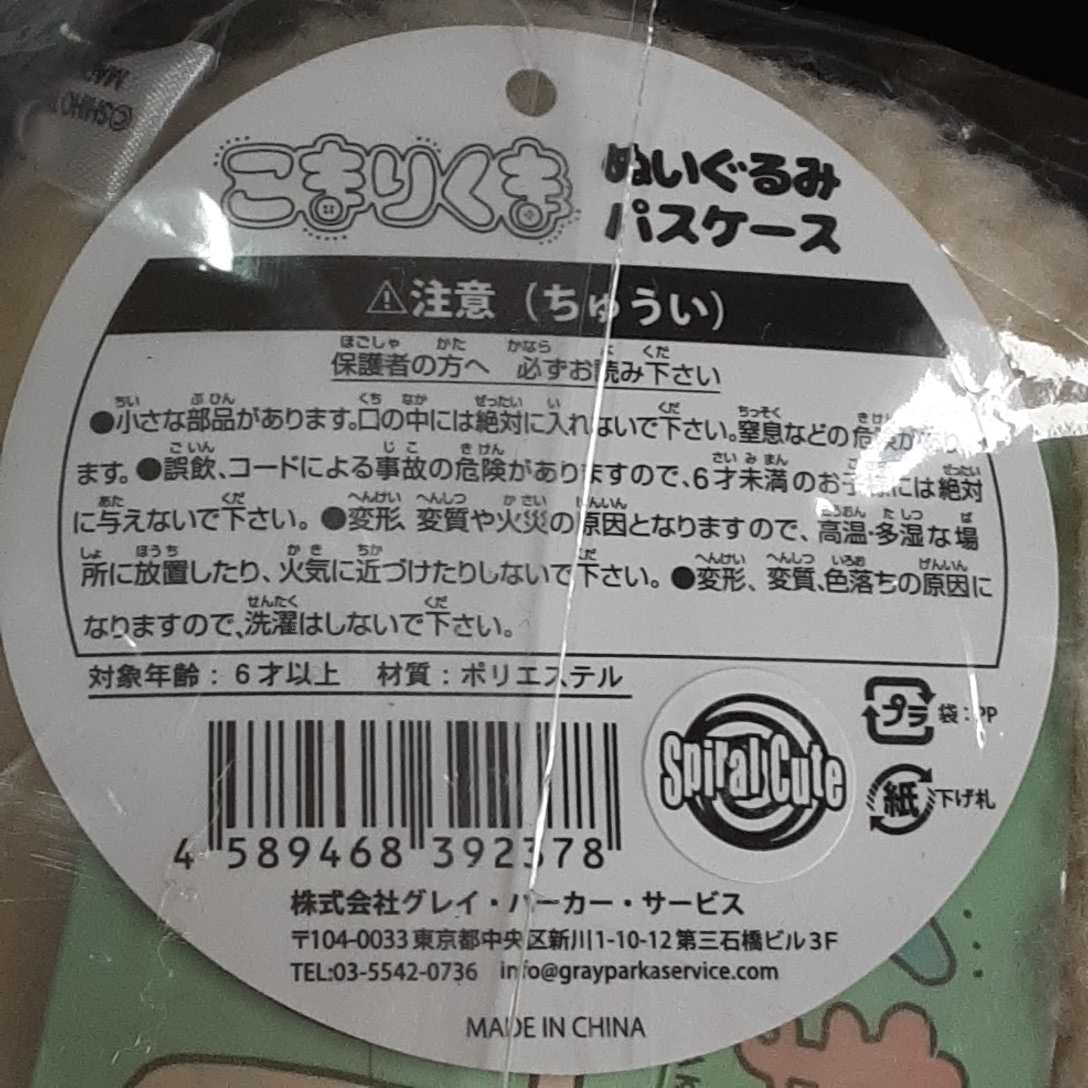 ©SHIHO
こまりくま
ぬいぐるみ
パスケース
⚠注意(ちゅうい)
保護者の方へ 必ずお読み下さい
●小さな部品があります。口の中には絶対に入れないで下さい。窒息などの危険があり
ます。●誤飲、コードによる事故の危険がありますので、6才未満のお子様には絶対
に与えないで下さい。●変形、変質や火災の原因となりますので、高温・多湿な場
所に放置したり、火気に近づけたりしないで下さい。●変形、変質、色落ちの原因に
なりますので、洗濯はしないで下さい。
対象年齢:6才以上 材質:ポリエステル
Spiral Cute
プラ 袋:PP
紙 下げ札
4 589468 392378
株式会社グレイ・パーカー・サービス
〒104-0033 東京都中央区新川1-10-12 第三石橋ビル3F
TEL:03-5542-0736 info@grayparkaservice.com
MADE IN CHINA